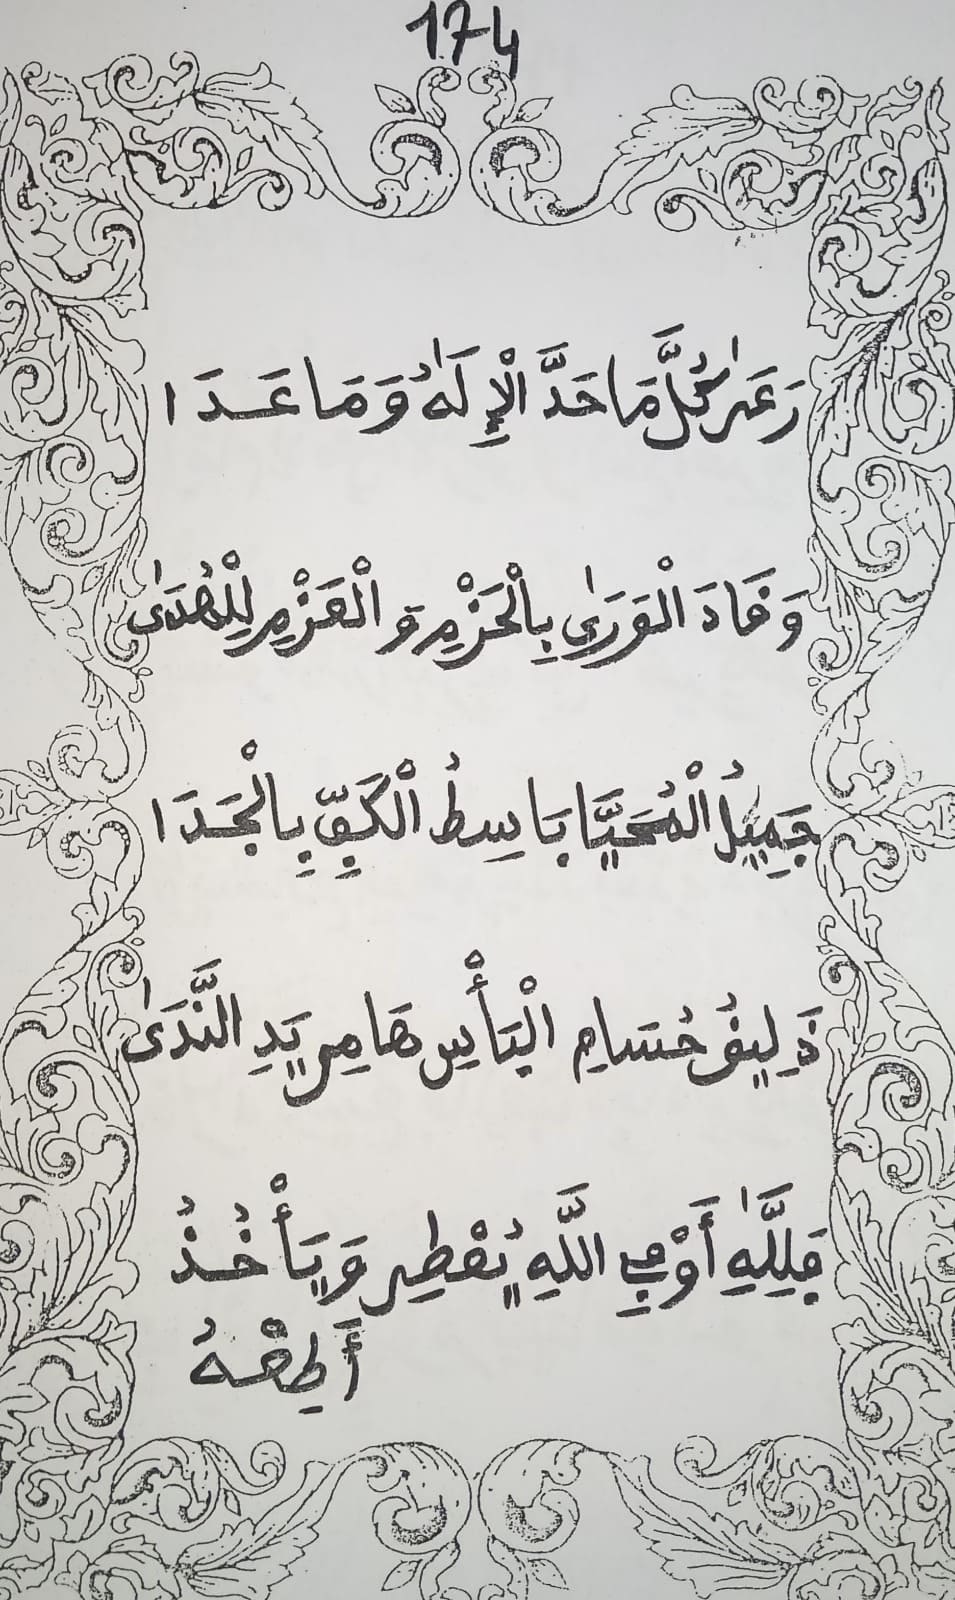 174
رَعَىٰ كُلَّ مَا حَدَّ الْإِلَٰهُ وَمَا عَدَا
وَقَادَ الْوَرَىٰ بِالْحَزْمِ وَالْعَزْمِ لِلْهُدَىٰ
جَمِيلُ الْمُحَيَّا بَاسِطُ الْكَفِّ بِالْجَدَا
ذَلِيقُ حُسَامِ الْبَأْسِ هَامِي يَدِ النَّدَىٰ
فَلِلَّٰهِ أَوْ فِي اللَّهِ يُعْطِي وَيَأْخُذُ
أَطِعْهُ